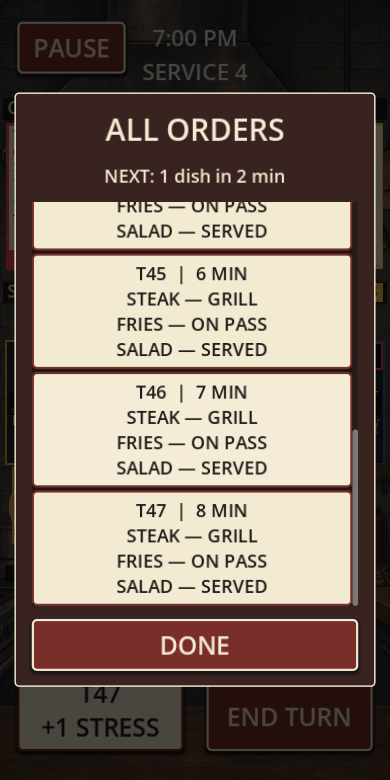 PAUSE
7:00 PM
SERVICE 4
ALL ORDERS
NEXT: 1 dish in 2 min
FRIES — ON PASS
SALAD — SERVED
T45 | 6 MIN
STEAK — GRILL
FRIES — ON PASS
SALAD — SERVED
T46 | 7 MIN
STEAK — GRILL
FRIES — ON PASS
SALAD — SERVED
T47 | 8 MIN
STEAK — GRILL
FRIES — ON PASS
SALAD — SERVED
DONE
T47
+1 STRESS
END TURN